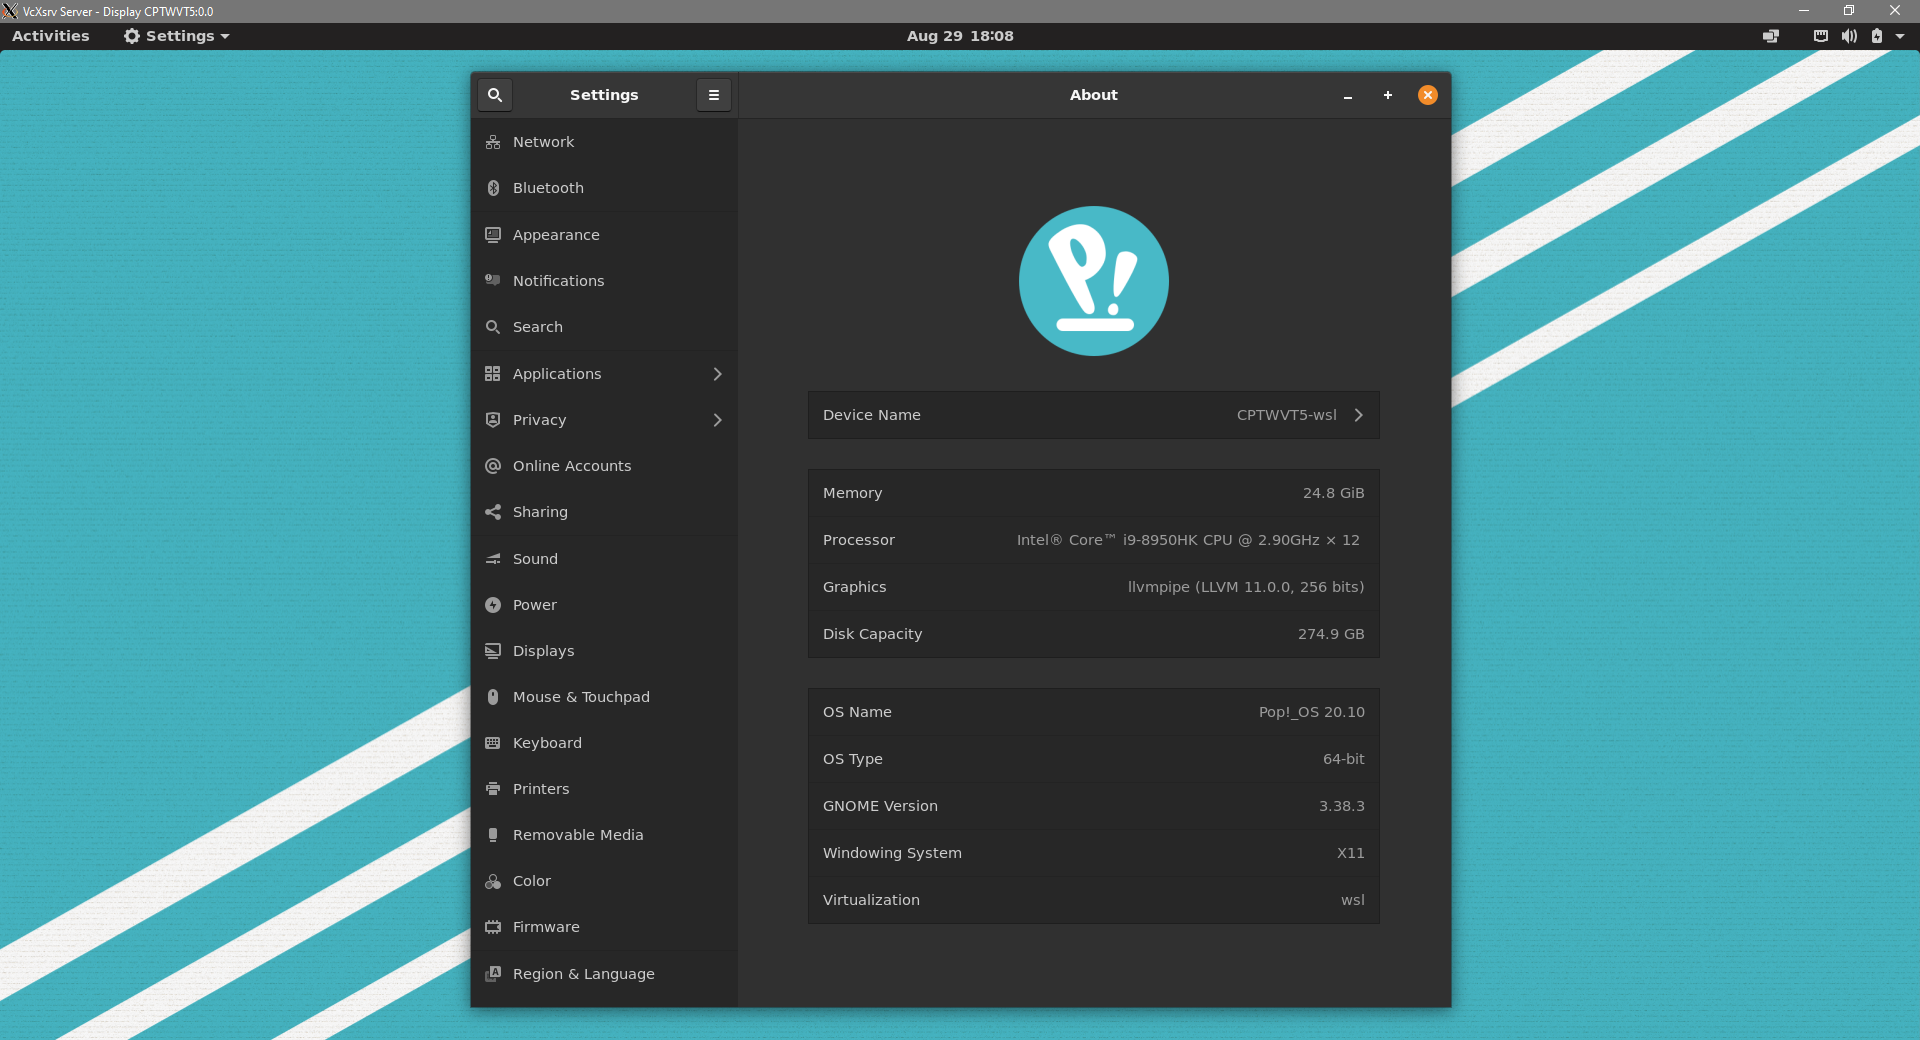 VcXsrv Server - Display CPTWVT5:0.0
Activities Settings Aug 29 18:08
Settings
About
Network
Bluetooth
Appearance
Notifications
Search
Applications
Privacy
Online Accounts
Sharing
Sound
Power
Displays
Mouse & Touchpad
Keyboard
Printers
Removable Media
Color
Firmware
Region & Language
P!
Device Name CPTWVT5-wsl
Memory 24.8 GiB
Processor Intel® Core™ i9-8950HK CPU @ 2.90GHz × 12
Graphics llvmpipe (LLVM 11.0.0, 256 bits)
Disk Capacity 274.9 GB
OS Name Pop!_OS 20.10
OS Type 64-bit
GNOME Version 3.38.3
Windowing System X11
Virtualization wsl